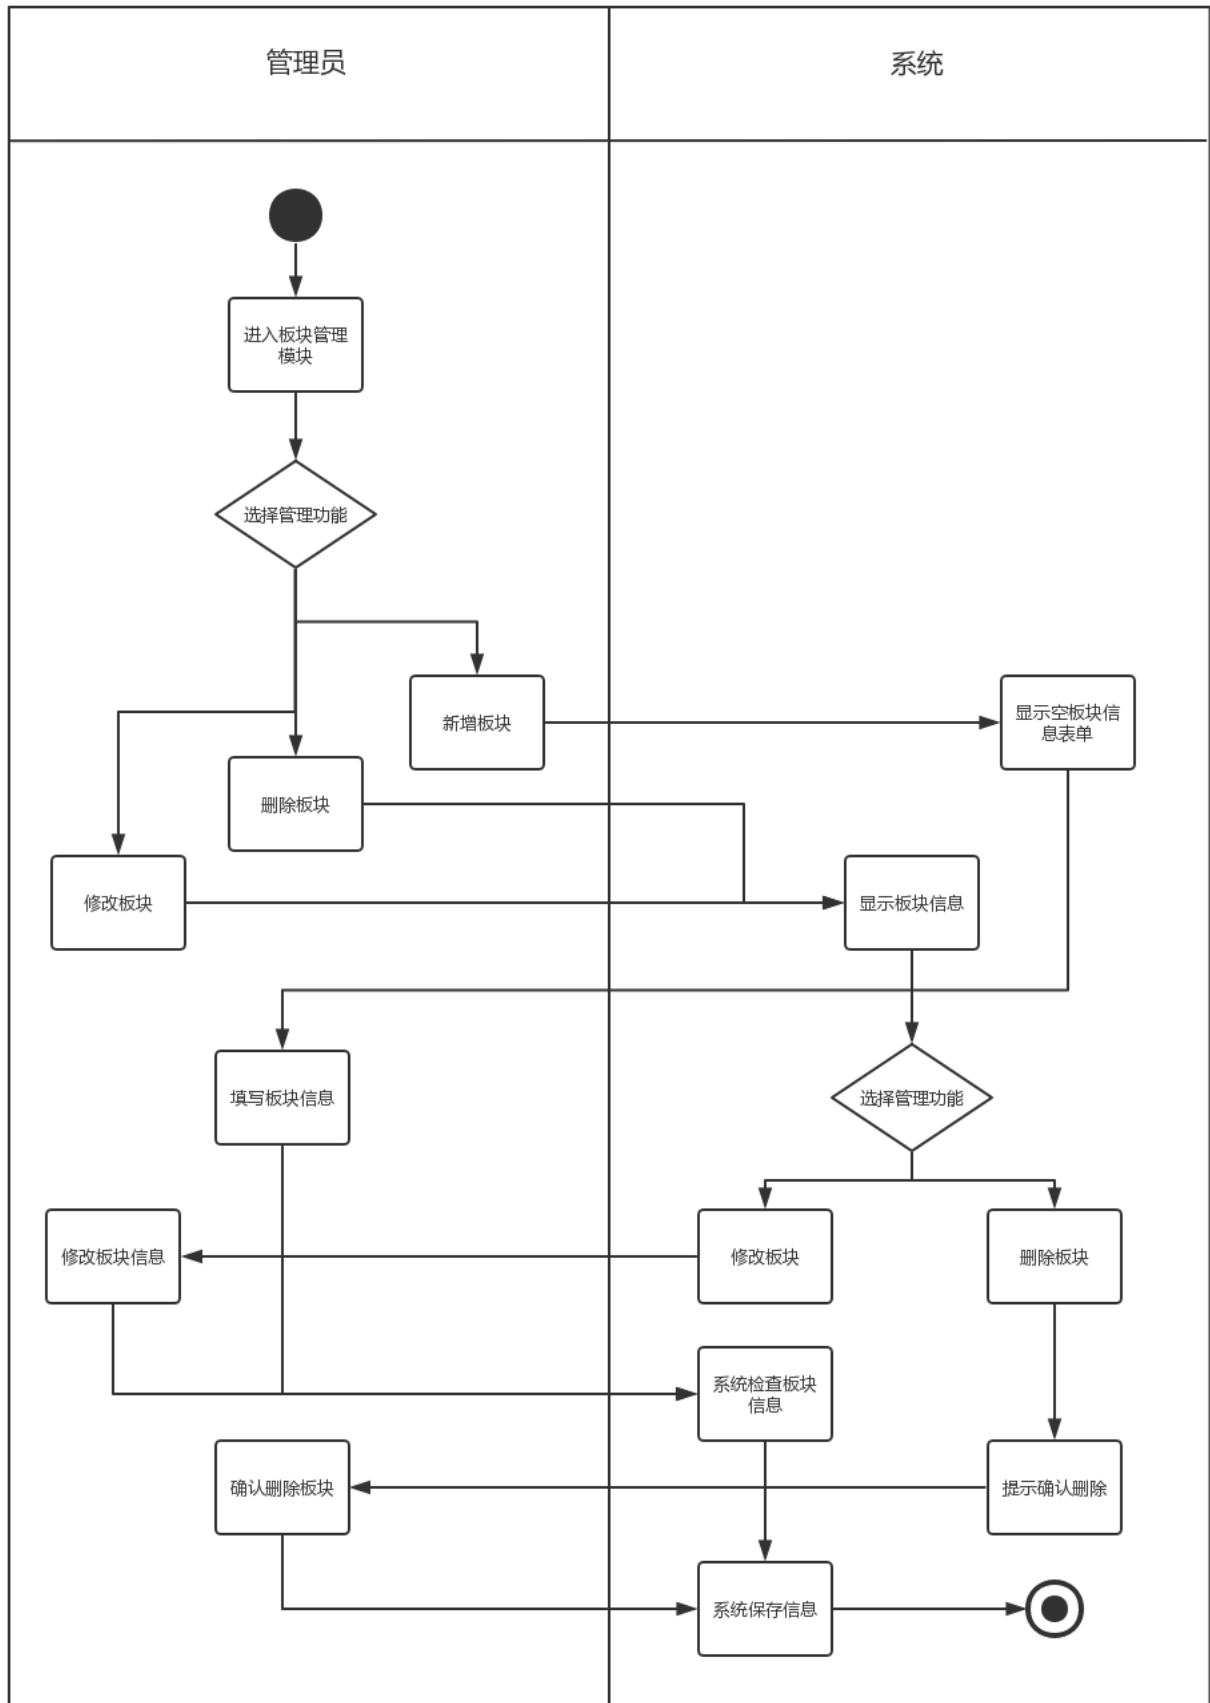 管理员
系统
进入板块管理
模块
选择管理功能
新增板块
显示空板块信
息表单
删除板块
修改板块
显示板块信息
填写板块信息
选择管理功能
修改板块信息
修改板块
删除板块
系统检查板块
信息
确认删除板块
提示确认删除
系统保存信息